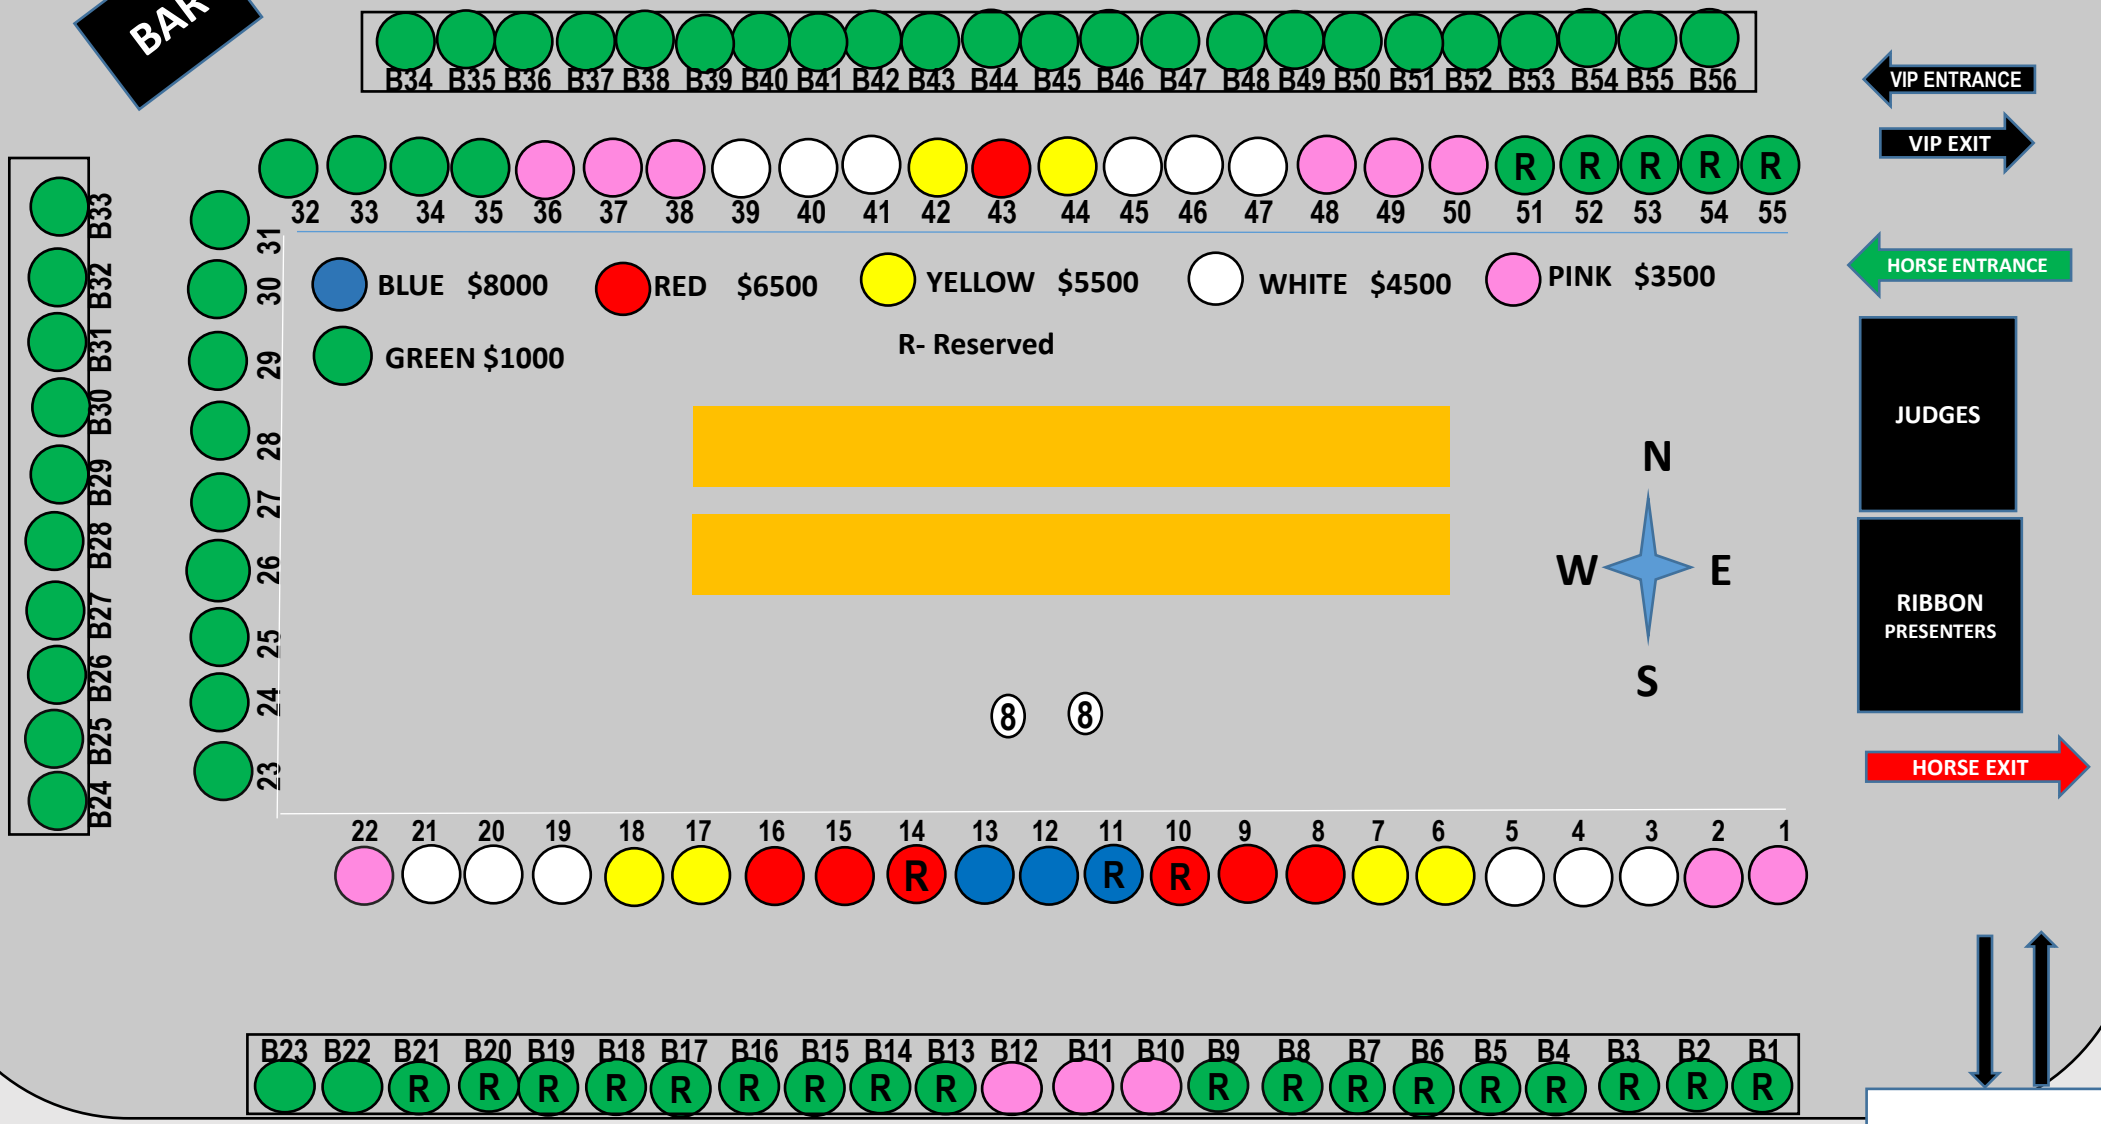 BAR
B34 B35 B36 B37 B38 B39 B40 B41 B42 B43 B44 B45 B46 B47 B48 B49 B50 B51 B52 B53 B54 B55 B56
VIP ENTRANCE
VIP EXIT
R R R R R
32 33 34 35 36 37 38 39 40 41 42 43 44 45 46 47 48 49 50 51 52 53 54 55
HORSE ENTRANCE
BLUE $8000
RED $6500
YELLOW $5500
WHITE $4500
PINK $3500
GREEN $1000
R- Reserved
B33
B32
B31
B30
B29
B28
B27
B26
B25
B24
31
30
29
28
27
26
25
24
23
JUDGES
N
W E
S
RIBBON
PRESENTERS
8 8
HORSE EXIT
22 21 20 19 18 17 16 15 14 13 12 11 10 9 8 7 6 5 4 3 2 1
R R R
B23 B22 B21 B20 B19 B18 B17 B16 B15 B14 B13 B12 B11 B10 B9 B8 B7 B6 B5 B4 B3 B2 B1
R R R R R R R R R R R R R R R R R R